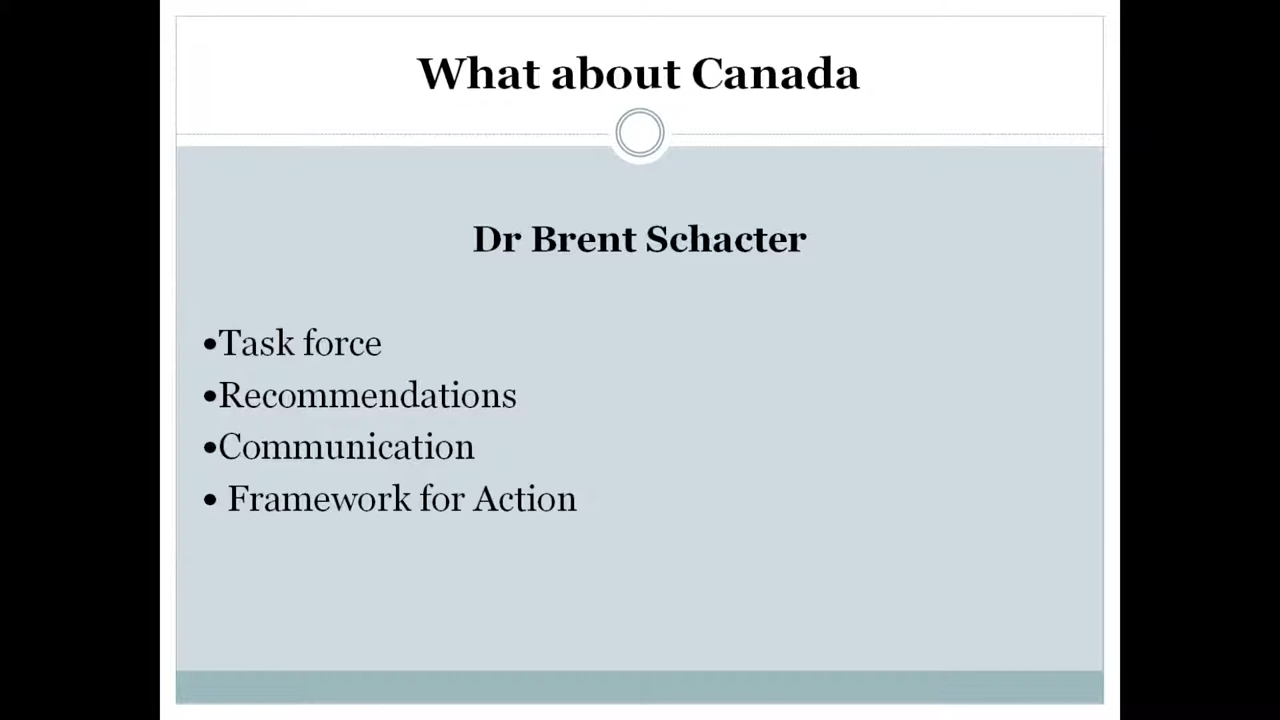 What about Canada
Dr Brent Schacter
•Task force
•Recommendations
•Communication
• Framework for Action